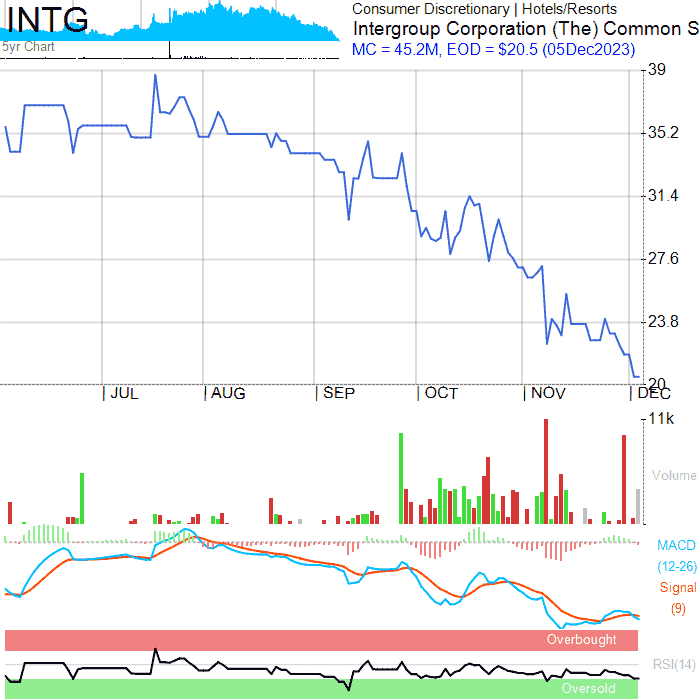 INTG
5yr Chart
Consumer Discretionary | Hotels/Resorts
Intergroup Corporation (The) Common S
MC = 45.2M, EOD = $20.5 (05Dec2023)
39
35.2
31.4
27.6
23.8
20
JUL
AUG
SEP
OCT
NOV
DEC
11k
Volume
MACD
(12-26)
Signal
(9)
Overbought
RSI(14)
Oversold